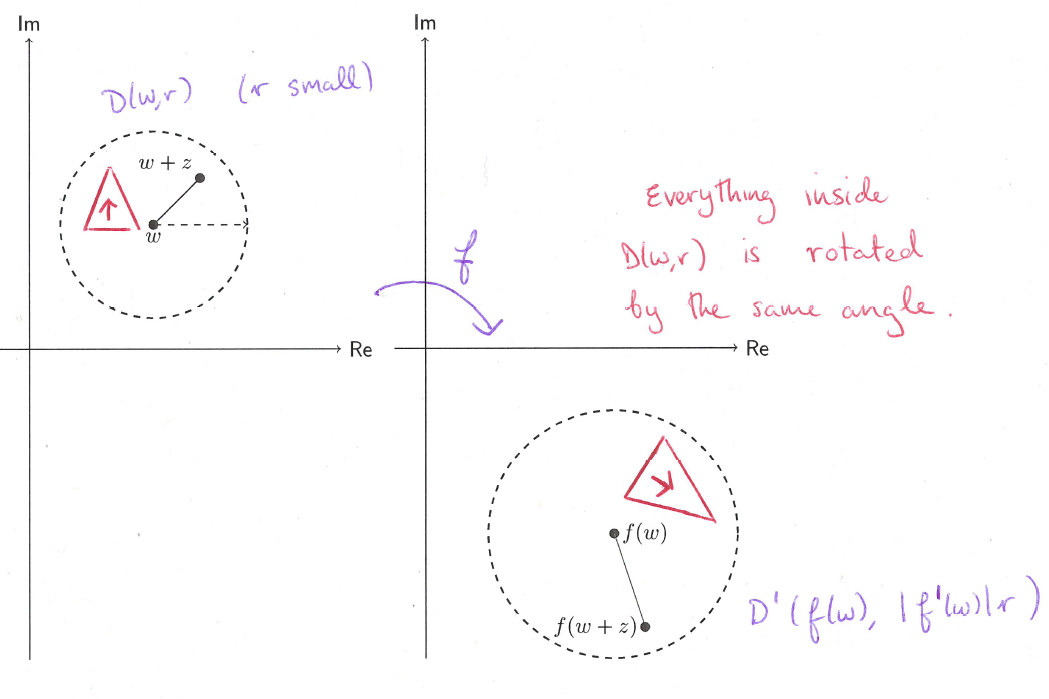 Im
Im
D(w,r) (r small)
w + z
w
Everything inside
D(w,r) is rotated
by the same angle.
f
Re
Re
f(w)
f(w + z)
D'(f(w), |f'(w)|r)